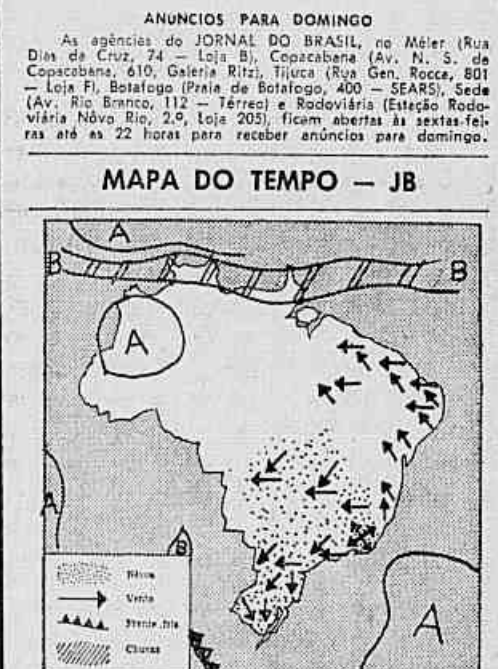 ANÚNCIOS PARA DOMINGO
As agências do JORNAL DO BRASIL, no Méier (Rua
Dias da Cruz, 74 — Loja B), Copacabana (Av. N. S. de
Copacabana, 610, Galeria Ritz), Tijuca (Rua Gen. Rocca, 801
— Loja F), Botafogo (Praia de Botafogo, 400 — SEARS), Sede
(Av. Rio Branco, 112 — Térreo) e Rodoviária (Estação Rodo-
viária Nôvo Rio, 2.º, Loja 205), ficam abertas às sextas-fei-
ras até as 22 horas para receber anúncios para domingo.
MAPA DO TEMPO — JB
A
B
B
A
A
B
A
Névoa
Vento
Frente fria
Chuvas